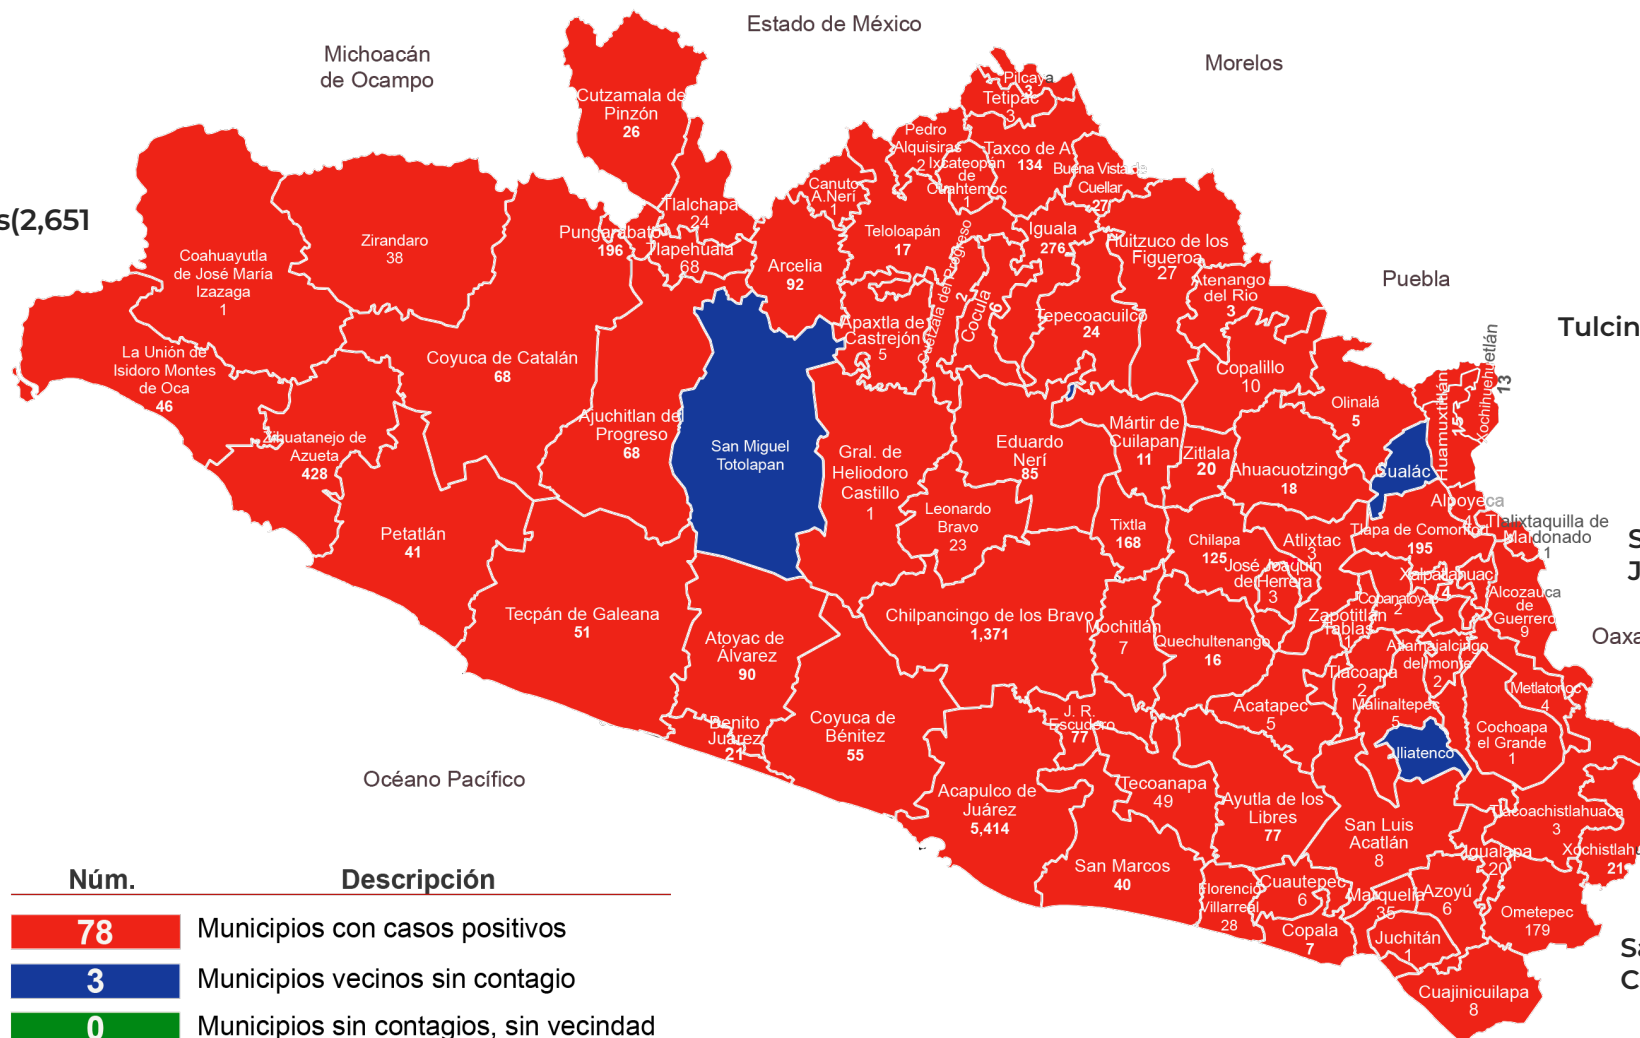 Estado de México
Michoacán
de Ocampo
Morelos
Puebla
Océano Pacífico
s(2,651
Tulcin
S
J
Oaxa
Sa
C
Cutzamala de
Pinzón
26
Pilcaya
3
Tetipac
3
Pedro
Alquisiras
2
Taxco de A.
134
Ixcateopán
de
Cuahtemoc
1
Buena Vista de
Cuellar
27
Canuto
A.Nerí
1
Tlalchapa
24
Pungarabato
196
Tlapehuala
68
Arcelia
92
Teloloapán
17
Iguala
276
Huitzuco de los
Figueroa
27
Atenango
del Rio
3
Zirandaro
38
Coahuayutla
de José María
Izazaga
1
La Unión de
Isidoro Montes
de Oca
46
Coyuca de Catalán
68
Zihuatanejo de
Azueta
428
Ajuchitlan del
Progreso
68
San Miguel
Totolapan
Apaxtla de
Castrejón
5
Cuetzala del Progreso
2
Cocula
6
Tepecoacuilco
24
Copalillo
10
Olinalá
5
Huamuxtitlán
15
Xochihuehuetlán
13
Gral. de
Heliodoro
Castillo
1
Eduardo
Nerí
85
Mártir de
Cuilapan
11
Zitlala
20
Ahuacuotzingo
18
Cualác
Alpoyeca
4
Tlalixtaquilla de
Maldonado
1
Petatlán
41
Leonardo
Bravo
23
Tixtla
168
Chilapa
125
Atlixtac
3
Tlapa de Comonfort
195
José Joaquin
de Herrera
3
Copanatoyac
2
Xalpatlahuac
4
Alcozauca
de
Guerrero
9
Tecpán de Galeana
51
Atoyac de
Álvarez
90
Chilpancingo de los Bravo
1,371
Mochitlán
7
Quechultenango
16
Zapotitlán
Tablas
1
Atlamajalcingo
del monte
2
Tlacoapa
2
Malinaltepec
5
Metlatonoc
4
Cochoapa
el Grande
1
Acatepec
5
Iliatenco
Benito
Juárez
21
Coyuca de
Bénitez
55
J. R.
Escudero
77
Acapulco de
Juárez
5,414
Tecoanapa
49
Ayutla de los
Libres
77
San Luis
Acatlán
8
Tlacoachistlahuaca
3
Xochistlah
21
Igualapa
20
San Marcos
40
Florencio
Villarreal
28
Cuautepec
6
Copala
7
Marquelia
35
Azoyú
6
Juchitán
1
Ometepec
179
Cuajinicuilapa
8
Núm. Descripción
78 Municipios con casos positivos
3 Municipios vecinos sin contagio
0 Municipios sin contagios, sin vecindad